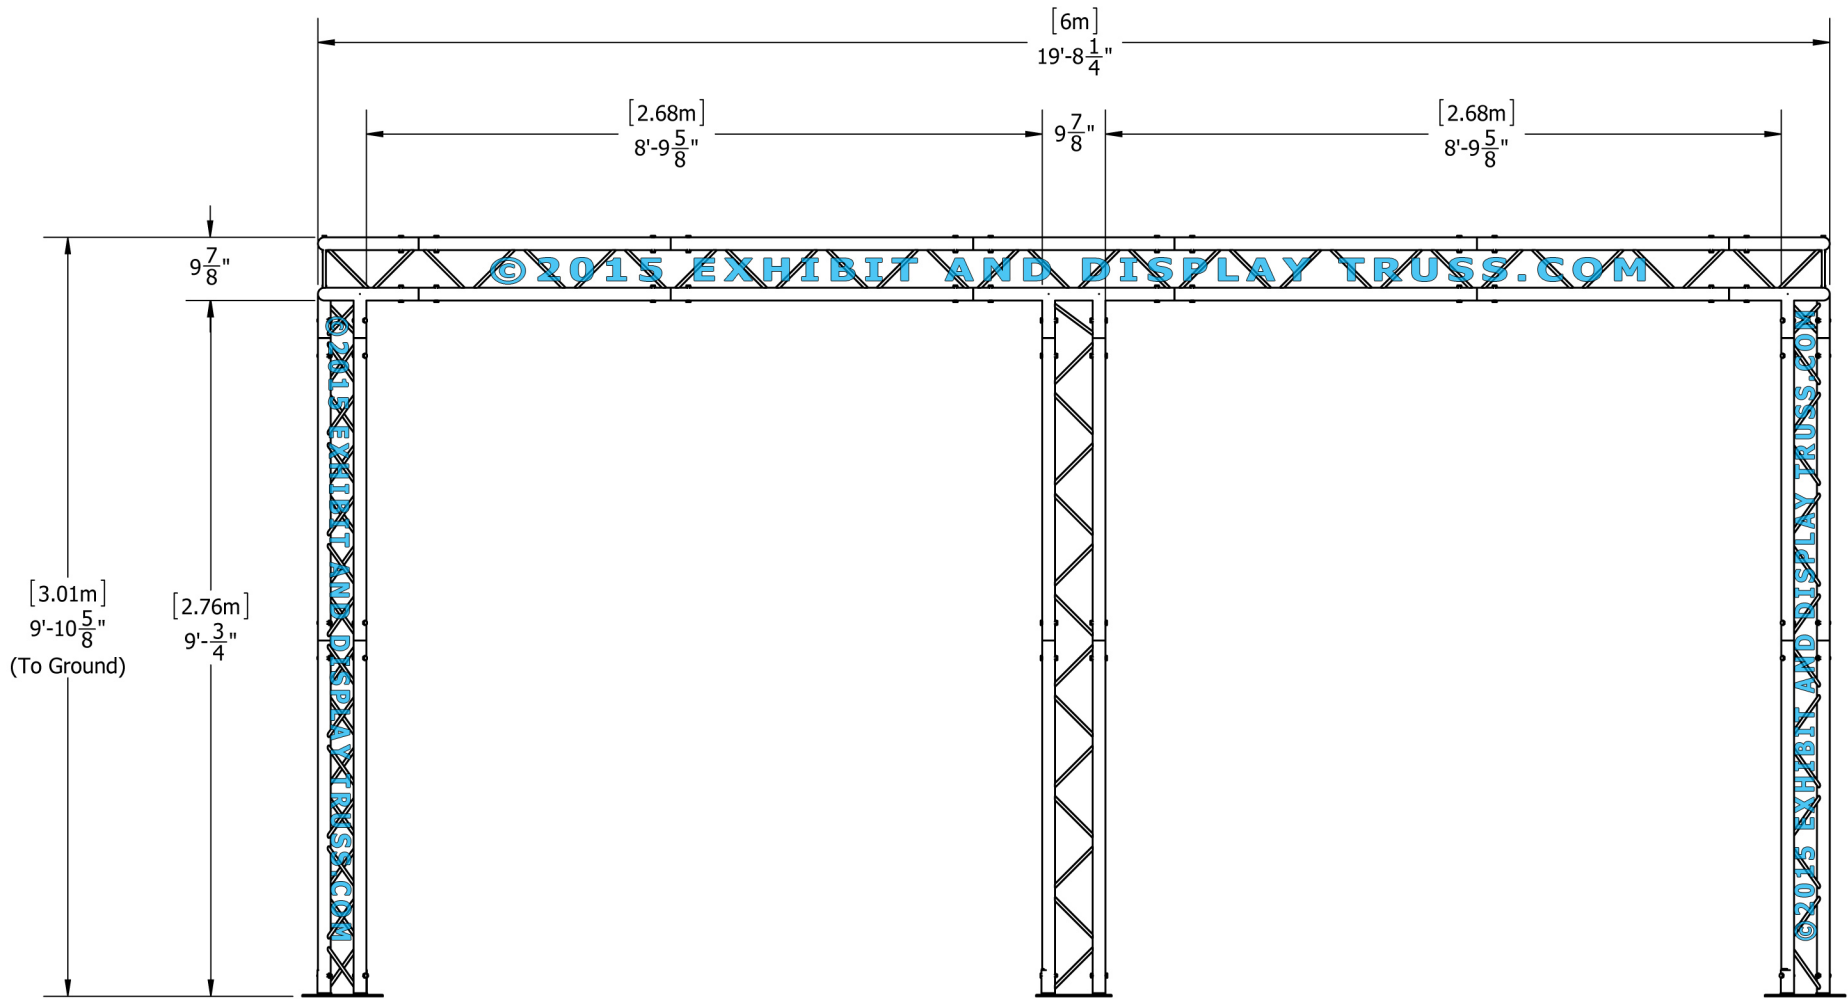 [6m]
19'-8 1/4"
[2.68m]
8'-9 5/8"
9 7/8"
[2.68m]
8'-9 5/8"
9 7/8"
©2015 EXHIBIT AND DISPLAY TRUSS.COM
©2015 EXHIBIT AND DISPLAY TRUSS.COM
©2015 EXHIBIT AND DISPLAY TRUSS.COM
[3.01m]
9'-10 5/8"
(To Ground)
[2.76m]
9'-3/4"